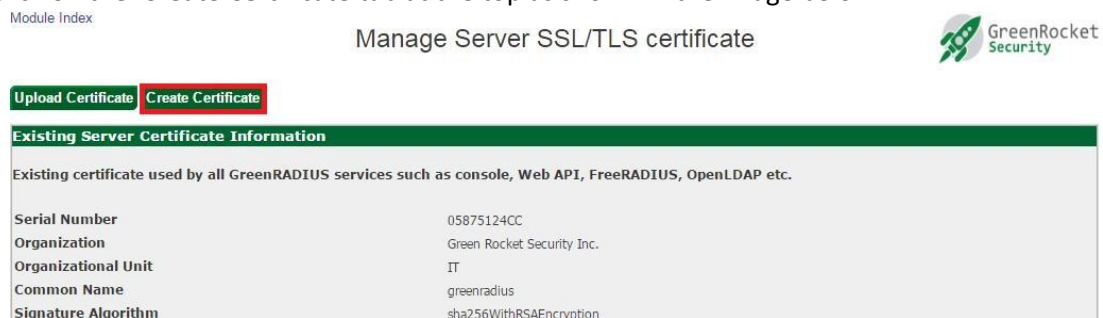 Module Index
Manage Server SSL/TLS certificate
GreenRocket
Security
Upload Certificate Create Certificate
Existing Server Certificate Information
Existing certificate used by all GreenRADIUS services such as console, Web API, FreeRADIUS, OpenLDAP etc.
Serial Number 05875124CC
Organization Green Rocket Security Inc.
Organizational Unit IT
Common Name greenradius
Signature Algorithm sha256WithRSAEncryption